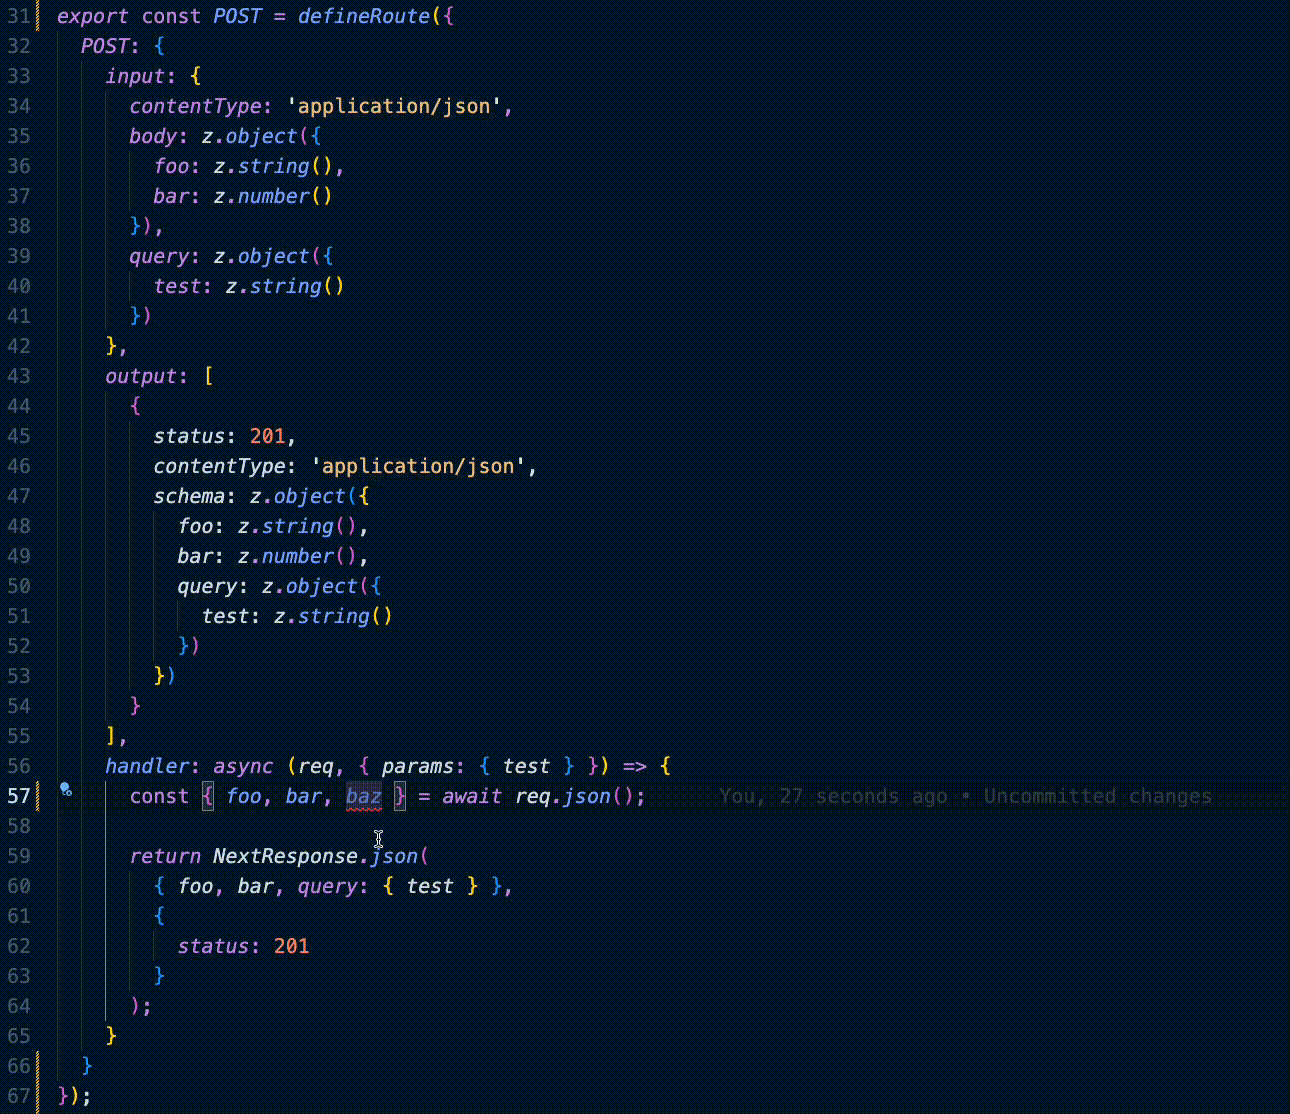 31 export const POST = defineRoute({
32   POST: {
33     input: {
34       contentType: 'application/json',
35       body: z.object({
36         foo: z.string(),
37         bar: z.number()
38       }),
39       query: z.object({
40         test: z.string()
41       })
42     },
43     output: [
44       {
45         status: 201,
46         contentType: 'application/json',
47         schema: z.object({
48           foo: z.string(),
49           bar: z.number(),
50           query: z.object({
51             test: z.string()
52           })
53         })
54       }
55     ],
56     handler: async (req, { params: { test } }) => {
57       const { foo, bar, baz } = await req.json(); You, 27 seconds ago • Uncommitted changes
58
59       return NextResponse.json(
60         { foo, bar, query: { test } },
61         {
62           status: 201
63         }
64       );
65     }
66   }
67 });